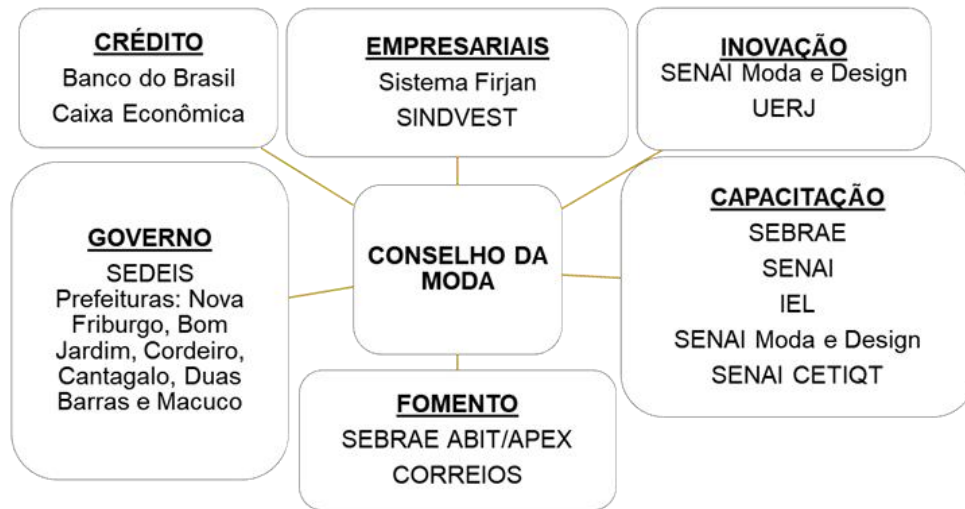 CRÉDITO
Banco do Brasil
Caixa Econômica
EMPRESARIAIS
Sistema Firjan
SINDVEST
INOVAÇÃO
SENAI Moda e Design
UERJ
GOVERNO
SEDEIS
Prefeituras: Nova
Friburgo, Bom
Jardim, Cordeiro,
Cantagalo, Duas
Barras e Macuco
CONSELHO DA
MODA
CAPACITAÇÃO
SEBRAE
SENAI
IEL
SENAI Moda e Design
SENAI CETIQT
FOMENTO
SEBRAE ABIT/APEX
CORREIOS